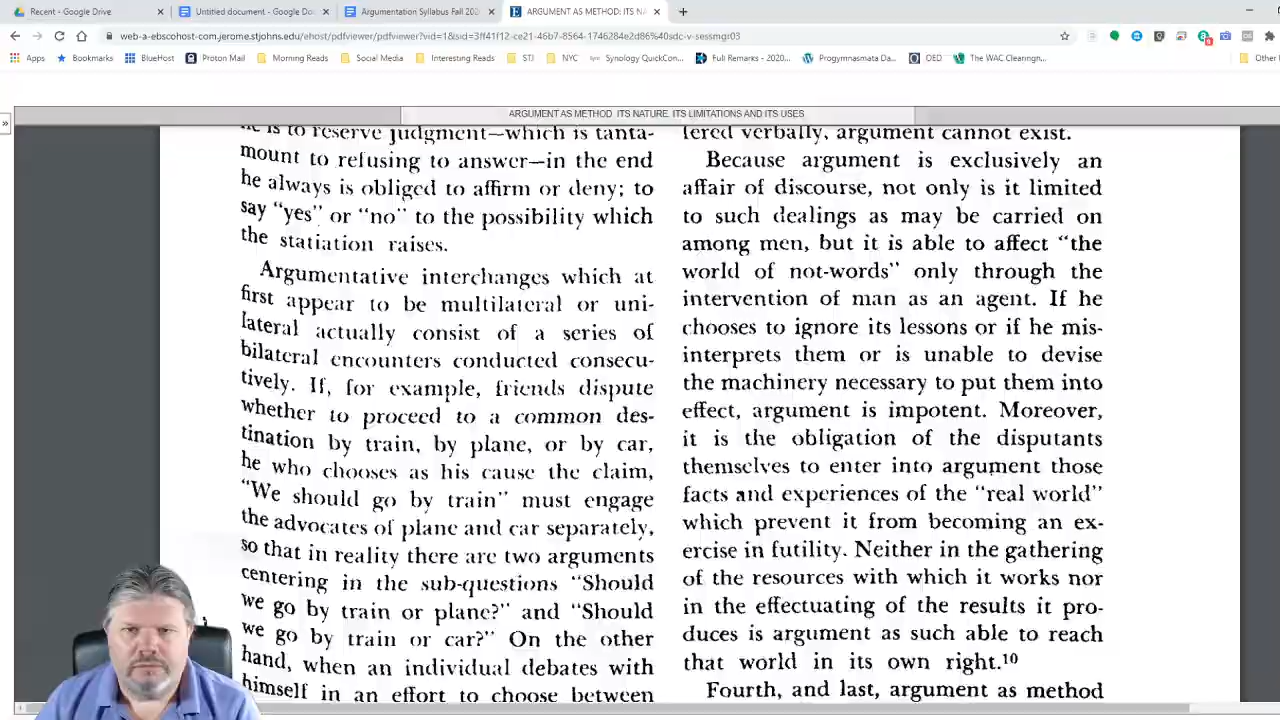 Recent - Google Drive
Untitled document - Google Do
Argumentation Syllabus Fall 202
ARGUMENT AS METHOD: ITS NA
web-a-ebscohost-com.jerome.stjohns.edu/ehost/pdfviewer/pdfviewer?vid=1&sid=3ff41f12-ce21-46b7-8564-1746284e2d86%40sdc-v-sessmgr03
Apps
Bookmarks
BlueHost
Proton Mail
Morning Reads
Social Media
Interesting Reads
STJ
NYC
Synology QuickCon...
Full Remarks - 2020...
Progymnasmata Da...
OED
The WAC Clearingn...
Other
ARGUMENT AS METHOD ITS NATURE. ITS LIMITATIONS AND ITS USES
he is to reserve judgment—which is tanta-
mount to refusing to answer—in the end
he always is obliged to affirm or deny; to
say “yes” or “no” to the possibility which
the statiation raises.
Argumentative interchanges which at
first appear to be multilateral or uni-
lateral actually consist of a series of
bilateral encounters conducted consecu-
tively. If, for example, friends dispute
whether to proceed to a common des-
tination by train, by plane, or by car,
he who chooses as his cause the claim,
“We should go by train” must engage
the advocates of plane and car separately,
so that in reality there are two arguments
centering in the sub-questions “Should
we go by train or plane?” and “Should
we go by train or car?” On the other
hand, when an individual debates with
himself in an effort to choose between
fered verbally, argument cannot exist.
Because argument is exclusively an
affair of discourse, not only is it limited
to such dealings as may be carried on
among men, but it is able to affect “the
world of not-words” only through the
intervention of man as an agent. If he
chooses to ignore its lessons or if he mis-
interprets them or is unable to devise
the machinery necessary to put them into
effect, argument is impotent. Moreover,
it is the obligation of the disputants
themselves to enter into argument those
facts and experiences of the “real world”
which prevent it from becoming an ex-
ercise in futility. Neither in the gathering
of the resources with which it works nor
in the effectuating of the results it pro-
duces is argument as such able to reach
that world in its own right.10
Fourth, and last, argument as method